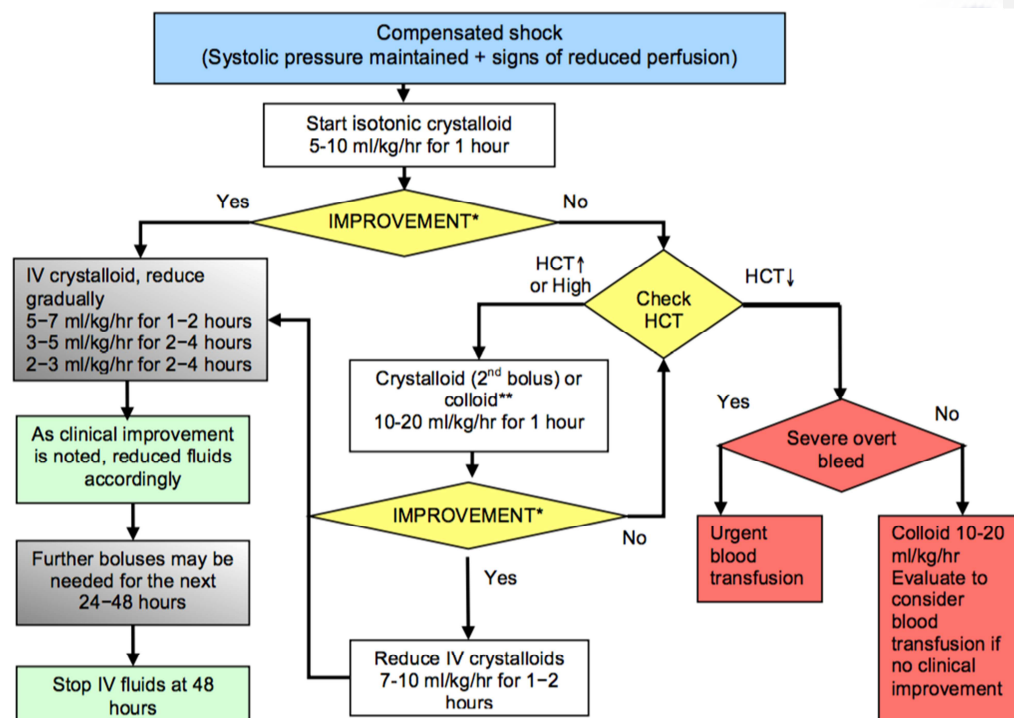 Compensated shock
(Systolic pressure maintained + signs of reduced perfusion)
Start isotonic crystalloid
5-10 ml/kg/hr for 1 hour
Yes
IMPROVEMENT*
No
IV crystalloid, reduce
gradually
5–7 ml/kg/hr for 1–2 hours
3–5 ml/kg/hr for 2–4 hours
2–3 ml/kg/hr for 2–4 hours
HCT↑
or High
Check
HCT
HCT↓
Crystalloid (2nd bolus) or
colloid**
10-20 ml/kg/hr for 1 hour
Yes
Severe overt
bleed
No
As clinical improvement
is noted, reduced fluids
accordingly
IMPROVEMENT*
No
Yes
Urgent
blood
transfusion
Colloid 10-20
ml/kg/hr
Evaluate to
consider
blood
transfusion if
no clinical
improvement
Further boluses may be
needed for the next
24–48 hours
Reduce IV crystalloids
7-10 ml/kg/hr for 1–2
hours
Stop IV fluids at 48
hours